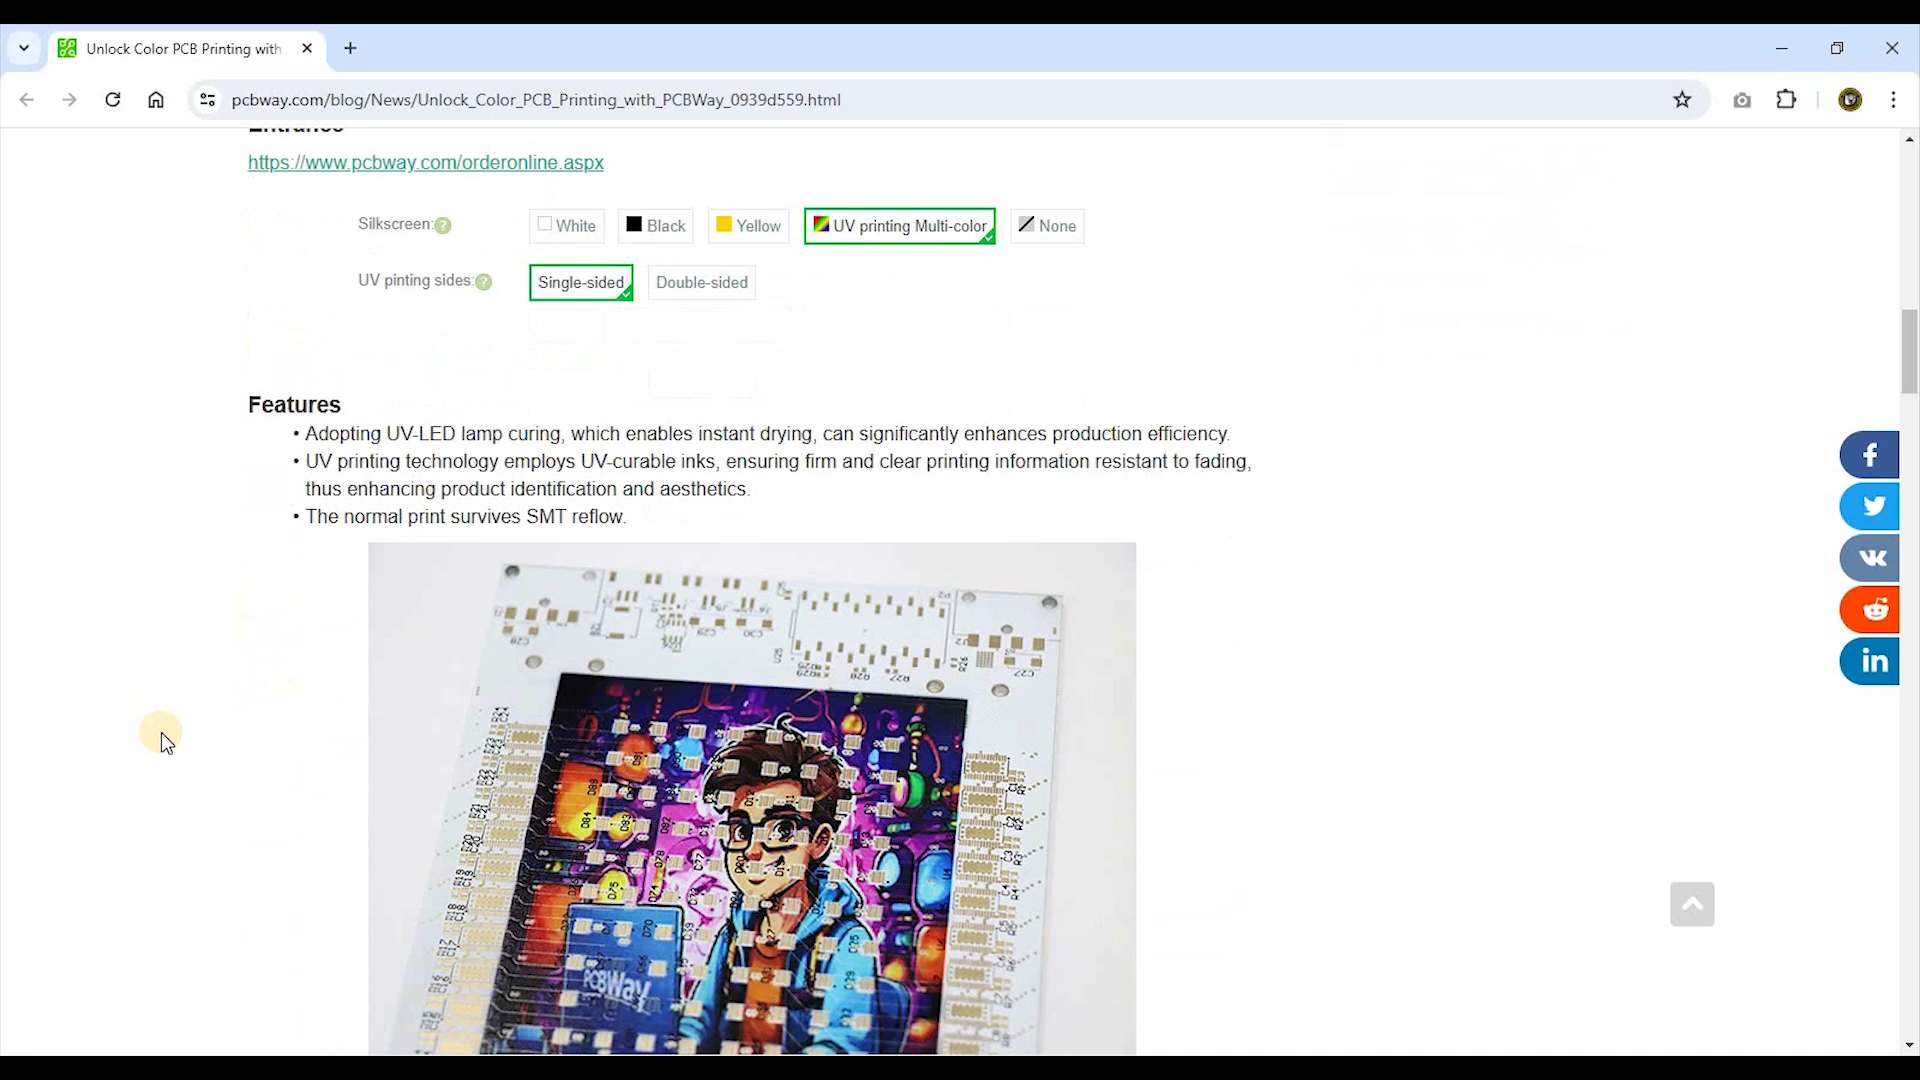 Unlock Color PCB Printing with
pcbway.com/blog/News/Unlock_Color_PCB_Printing_with_PCBWay_0939d559.html
Entrance
https://www.pcbway.com/orderonline.aspx
Silkscreen: White Black Yellow UV printing Multi-color None
UV pinting sides: Single-sided Double-sided
Features
• Adopting UV-LED lamp curing, which enables instant drying, can significantly enhances production efficiency.
• UV printing technology employs UV-curable inks, ensuring firm and clear printing information resistant to fading,
thus enhancing product identification and aesthetics.
• The normal print survives SMT reflow.
PCBWay